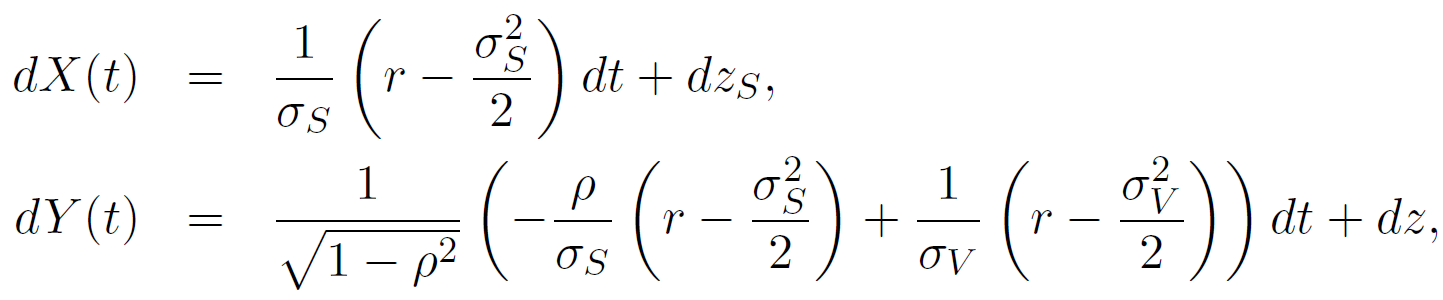 dX(t) = \frac{1}{\sigma_S} \left( r - \frac{\sigma_S^2}{2} \right) dt + dz_S,
dY(t) = \frac{1}{\sqrt{1 - \rho^2}} \left( -\frac{\rho}{\sigma_S} \left( r - \frac{\sigma_S^2}{2} \right) + \frac{1}{\sigma_V} \left( r - \frac{\sigma_V^2}{2} \right) \right) dt + dz,